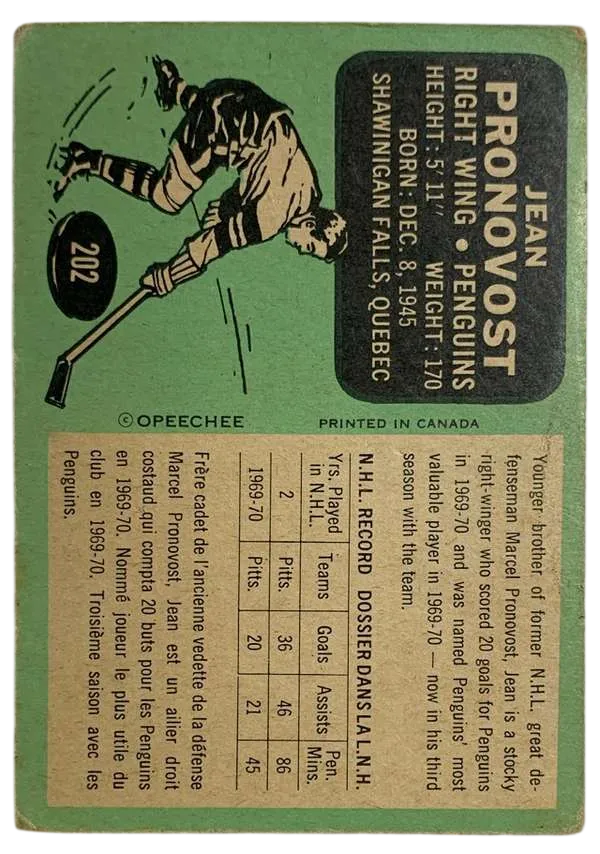 JEAN
PRONOVOST
RIGHT WING • PENGUINS
HEIGHT: 5'11" WEIGHT: 170
BORN: DEC. 8, 1945
SHAWINIGAN FALLS, QUEBEC
202
© OPEECHEE PRINTED IN CANADA
Younger brother of former N.H.L. great de-
fenseman Marcel Pronovost, Jean is a stocky
right-winger who scored 20 goals for Penguins
in 1969-70 and was named Penguins' most
valuable player in 1969-70 — now in his third
season with the team.
N.H.L. RECORD DOSSIER DANS LA L.N.H.
Yrs. Played in N.H.L. Teams Goals Assists Pen. Mins.
2 Pitts. 36 46 86
1969-70 Pitts. 20 21 45
Frère cadet de l'ancienne vedotte de la défense
Marcel Pronovost, Jean est un ailier droit
costaud qui compta 20 buts pour les Penguins
en 1969-70. Nommé joueur le plus utile du
club en 1969-70. Troisième saison avec les
Penguins.